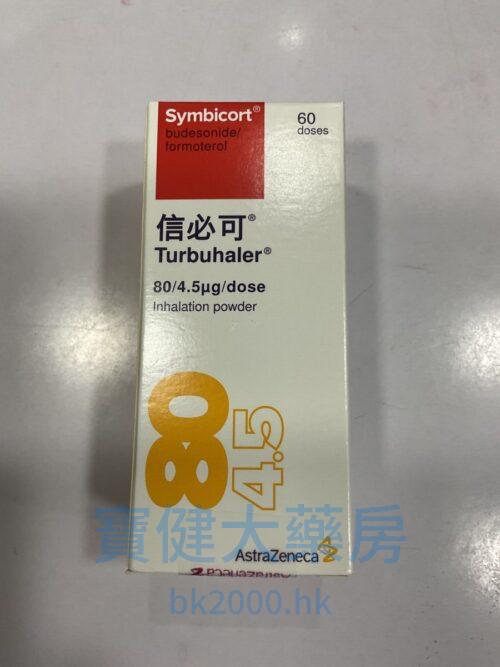 Symbicort®
budesonide/
formoterol
60
doses
信必可®
Turbuhaler®
80/4.5µg/dose
Inhalation powder
80
4.5
AstraZeneca
寶健大藥房
AstraZeneca
bk2000.hk